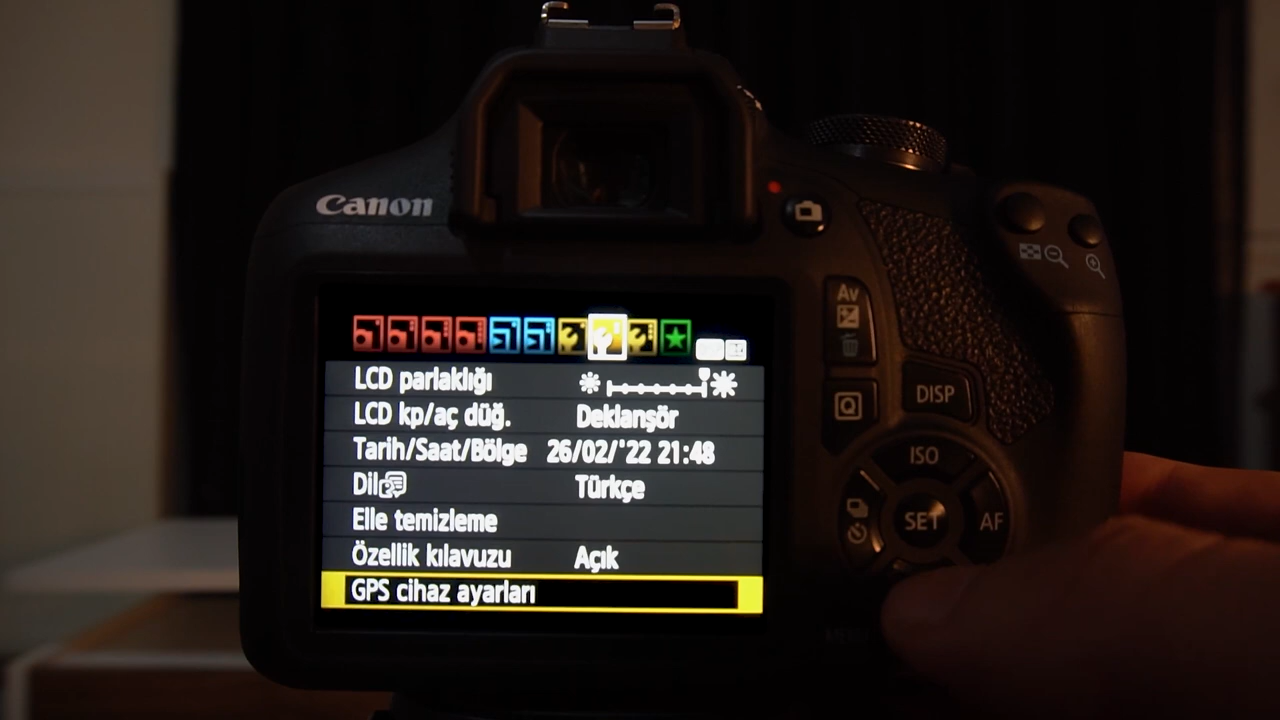 Canon
LCD parlaklığı
LCD kp/aç düğ. Deklanşör
Tarih/Saat/Bölge 26/02/'22 21:48
Dil Türkçe
Elle temizleme
Özellik kılavuzu Açık
GPS cihaz ayarları
Av
Q
DISP
ISO
SET
AF